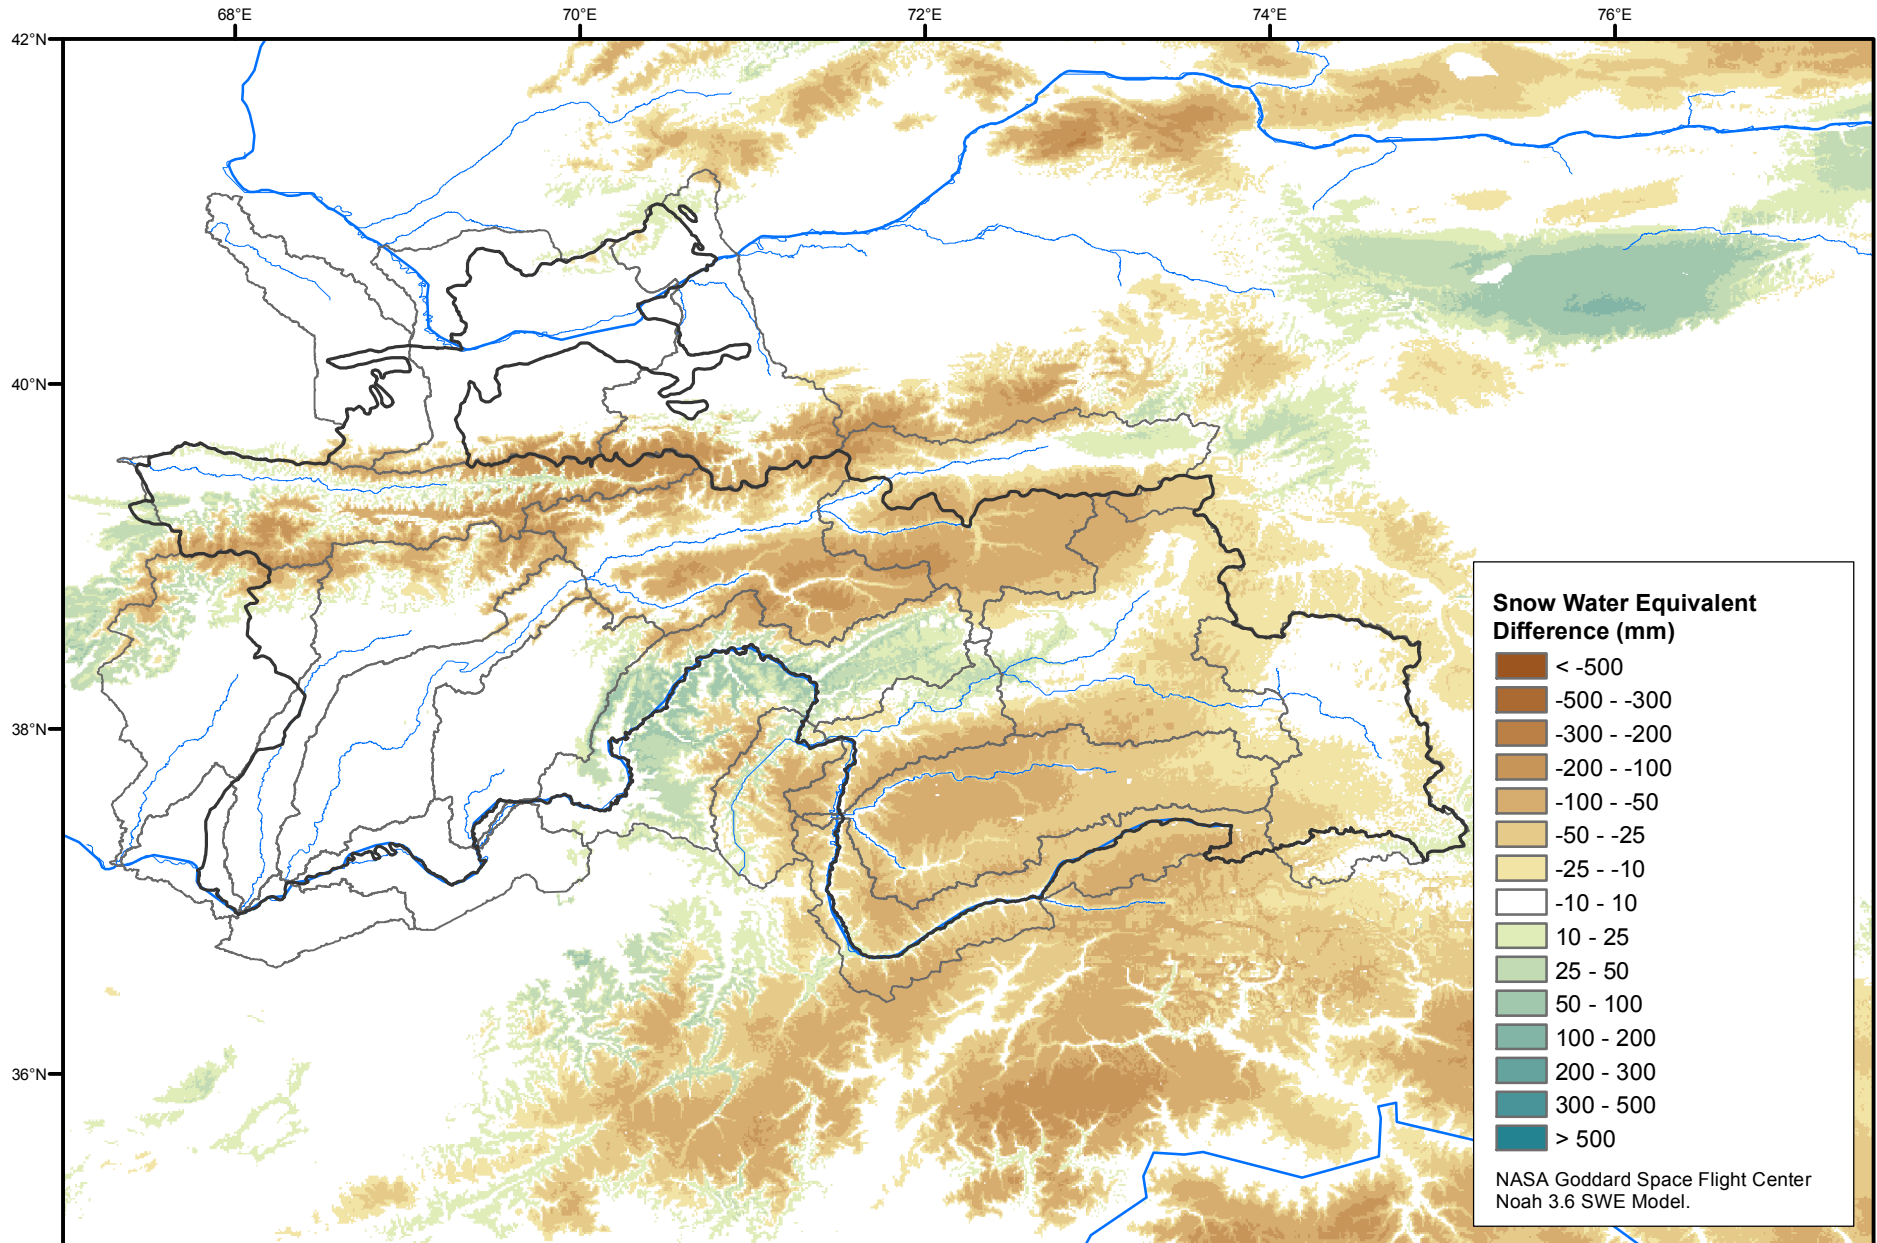 68°E 70°E 72°E 74°E 76°E
42°N
40°N
38°N
36°N
Snow Water Equivalent
Difference (mm)
< -500
-500 - -300
-300 - -200
-200 - -100
-100 - -50
-50 - -25
-25 - -10
-10 - 10
10 - 25
25 - 50
50 - 100
100 - 200
200 - 300
300 - 500
> 500
NASA Goddard Space Flight Center
Noah 3.6 SWE Model.